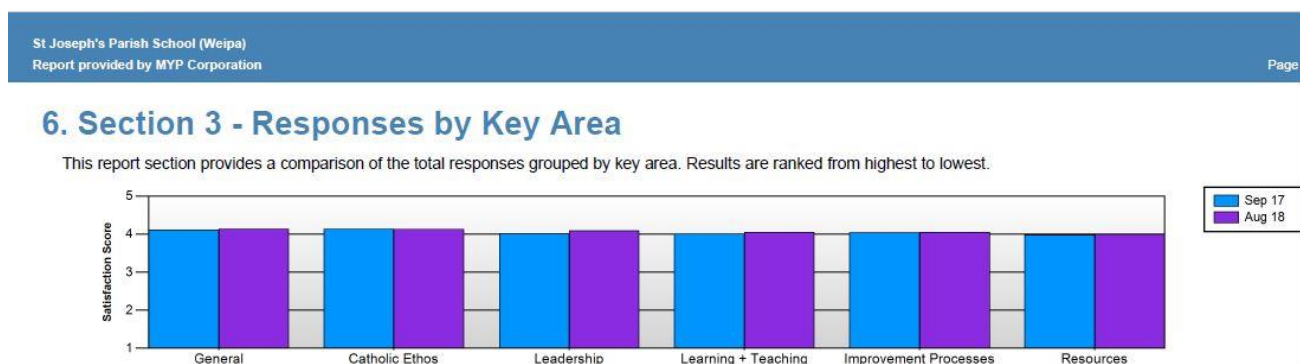 St Joseph's Parish School (Weipa)
Report provided by MYP Corporation
Page
6. Section 3 - Responses by Key Area
This report section provides a comparison of the total responses grouped by key area. Results are ranked from highest to lowest.
5
4
3
2
1
Satisfaction Score
Sep 17
Aug 18
General
Catholic Ethos
Leadership
Learning + Teaching
Improvement Processes
Resources